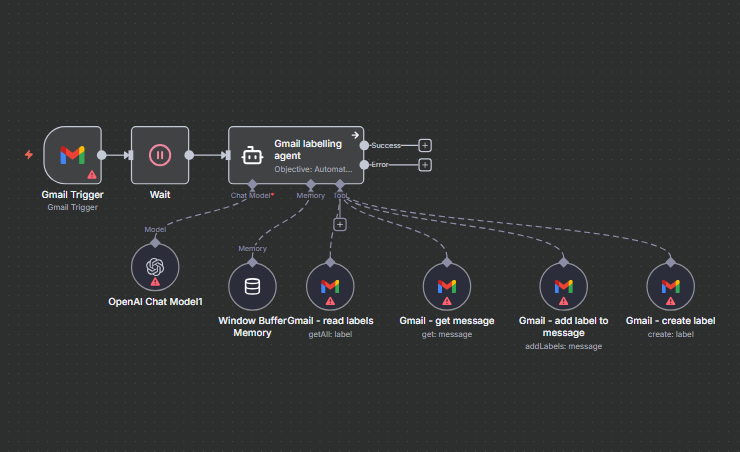 Gmail Trigger
Gmail Trigger
Wait
Gmail labelling
agent
Objective: Automat...
Success
Error
Chat Model*
Memory
Tool
Model
Memory
OpenAI Chat Model1
Window Buffer
Memory
Gmail - read labels
getAll: label
Gmail - get message
get: message
Gmail - add label to
message
addLabels: message
Gmail - create label
create: label